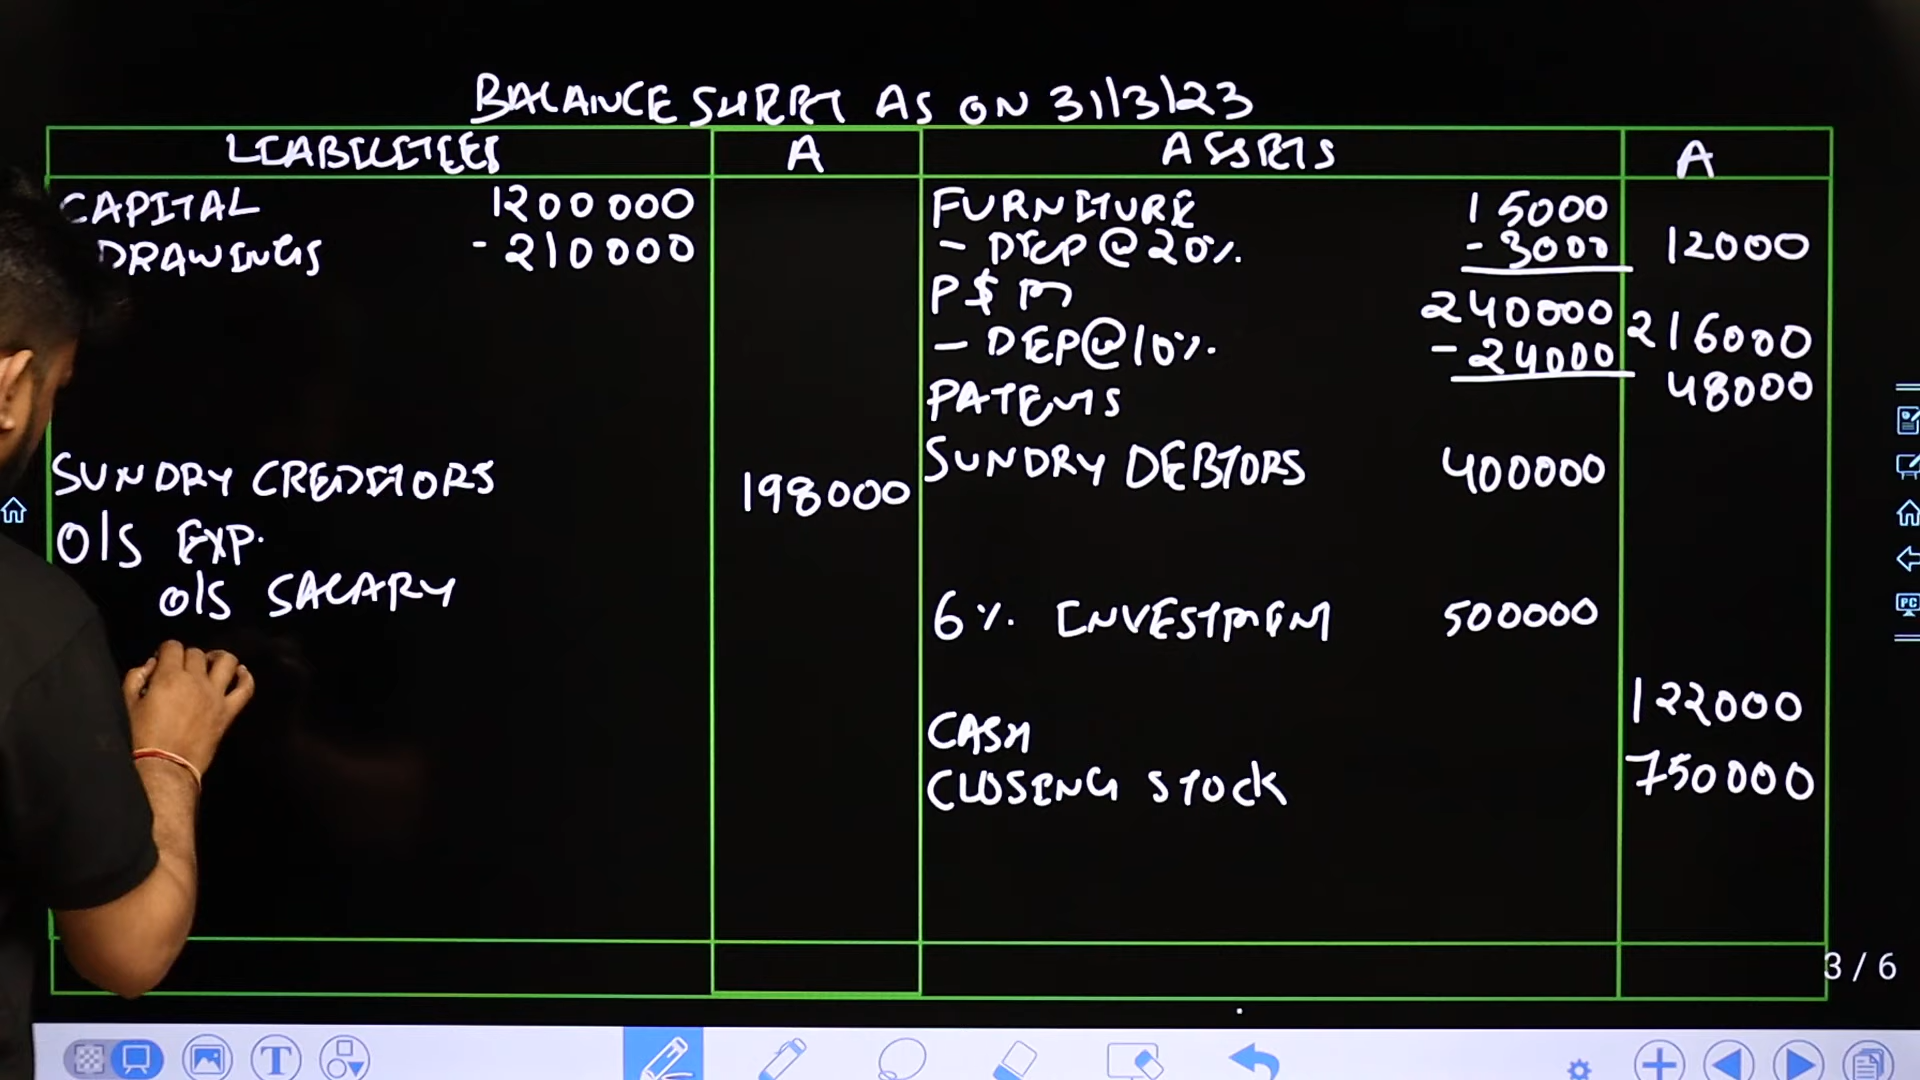 BALANCE SHEET AS ON 31/3/23
LIABILITIES A ASSETS A
CAPITAL 1200000
DRAWINGS - 210000
FURNITURE 15000
- DEP @ 20% - 3000 12000
P $ M 240000
- DEP @ 10% - 24000 216000
PATENTS 48000
SUNDRY CREDITORS 198000
SUNDRY DEBTORS 400000
O/S EXP.
O/S SALARY
6% INVESTMENT 500000
CASH 122000
CLOSING STOCK 750000
3 / 6
T
PC